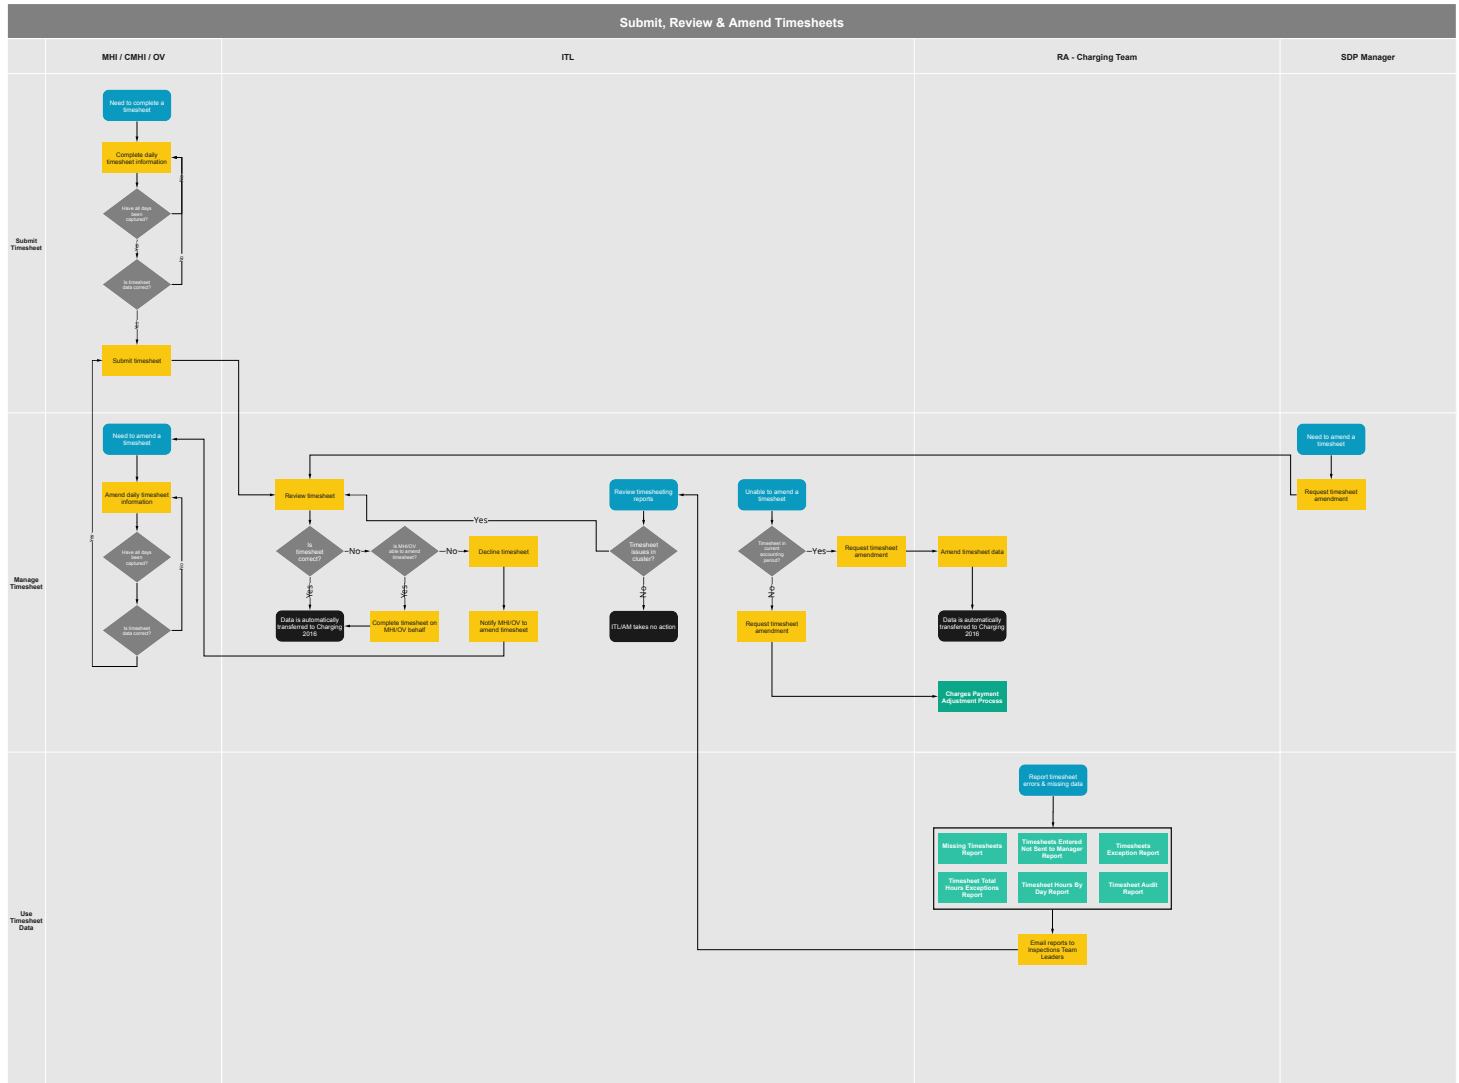 Submit, Review & Amend Timesheets
MHI / CMHI / OV
ITL
RA - Charging Team
SDP Manager
Submit
Timesheet
Need to complete a
timesheet
Complete daily
timesheet information
No
Have all days
been
captured?
Yes
No
Is timesheet
data correct?
Yes
Submit timesheet
Manage
Timesheet
Need to amend a
timesheet
Amend daily timesheet
information
Have all days
been
captured?
No
Is timesheet
data correct?
Yes
Review timesheet
Is
timesheet
correct?
No
Is MHI/OV
able to amend
timesheet?
No
Decline timesheet
Yes
Yes
Data is automatically
transferred to Charging
2016
Complete timesheet on
MHI/OV behalf
Notify MHI/OV to
amend timesheet
Yes
Review timesheeting
reports
Timesheet
issues in
cluster?
No
ITL/AM takes no action
Unable to amend a
timesheet
Timesheet in
current
accounting
period?
Yes
Request timesheet
amendment
No
Request timesheet
amendment
Amend timesheet data
Data is automatically
transferred to Charging
2016
Charges Payment
Adjustment Process
Need to amend a
timesheet
Request timesheet
amendment
Use
Timesheet
Data
Report timesheet
errors & missing data
Missing Timesheets
Report
Timesheets Entered
Not Sent to Manager
Report
Timesheets
Exception Report
Timesheet Total
Hours Exceptions
Report
Timesheet Hours By
Day Report
Timesheet Audit
Report
Email reports to
Inspections Team
Leaders